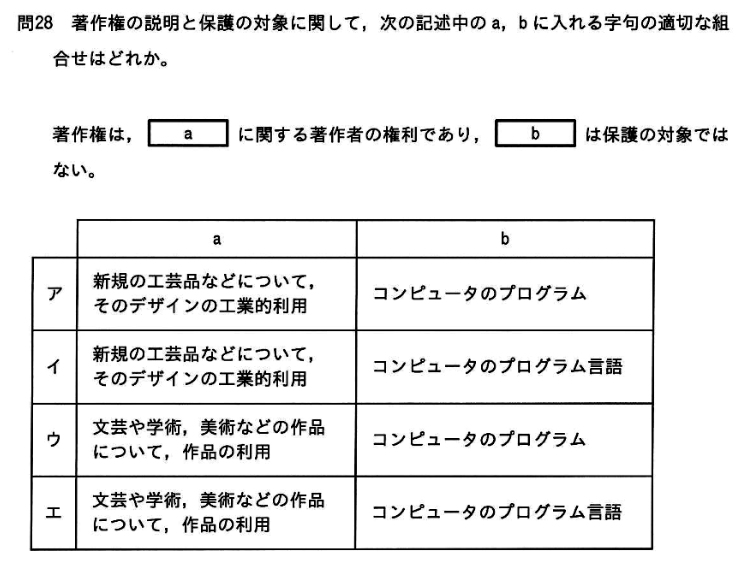 問28　著作権の説明と保護の対象に関して，次の記述中の a，b に入れる字句の適切な組
合せはどれか。
著作権は， a に関する著作者の権利であり， b は保護の対象では
ない。
a b
ア 新規の工芸品などについて，
そのデザインの工業的利用 コンピュータのプログラム
イ 新規の工芸品などについて，
そのデザインの工業的利用 コンピュータのプログラム言語
ウ 文芸や学術，美術などの作品
について，作品の利用 コンピュータのプログラム
エ 文芸や学術，美術などの作品
について，作品の利用 コンピュータのプログラム言語